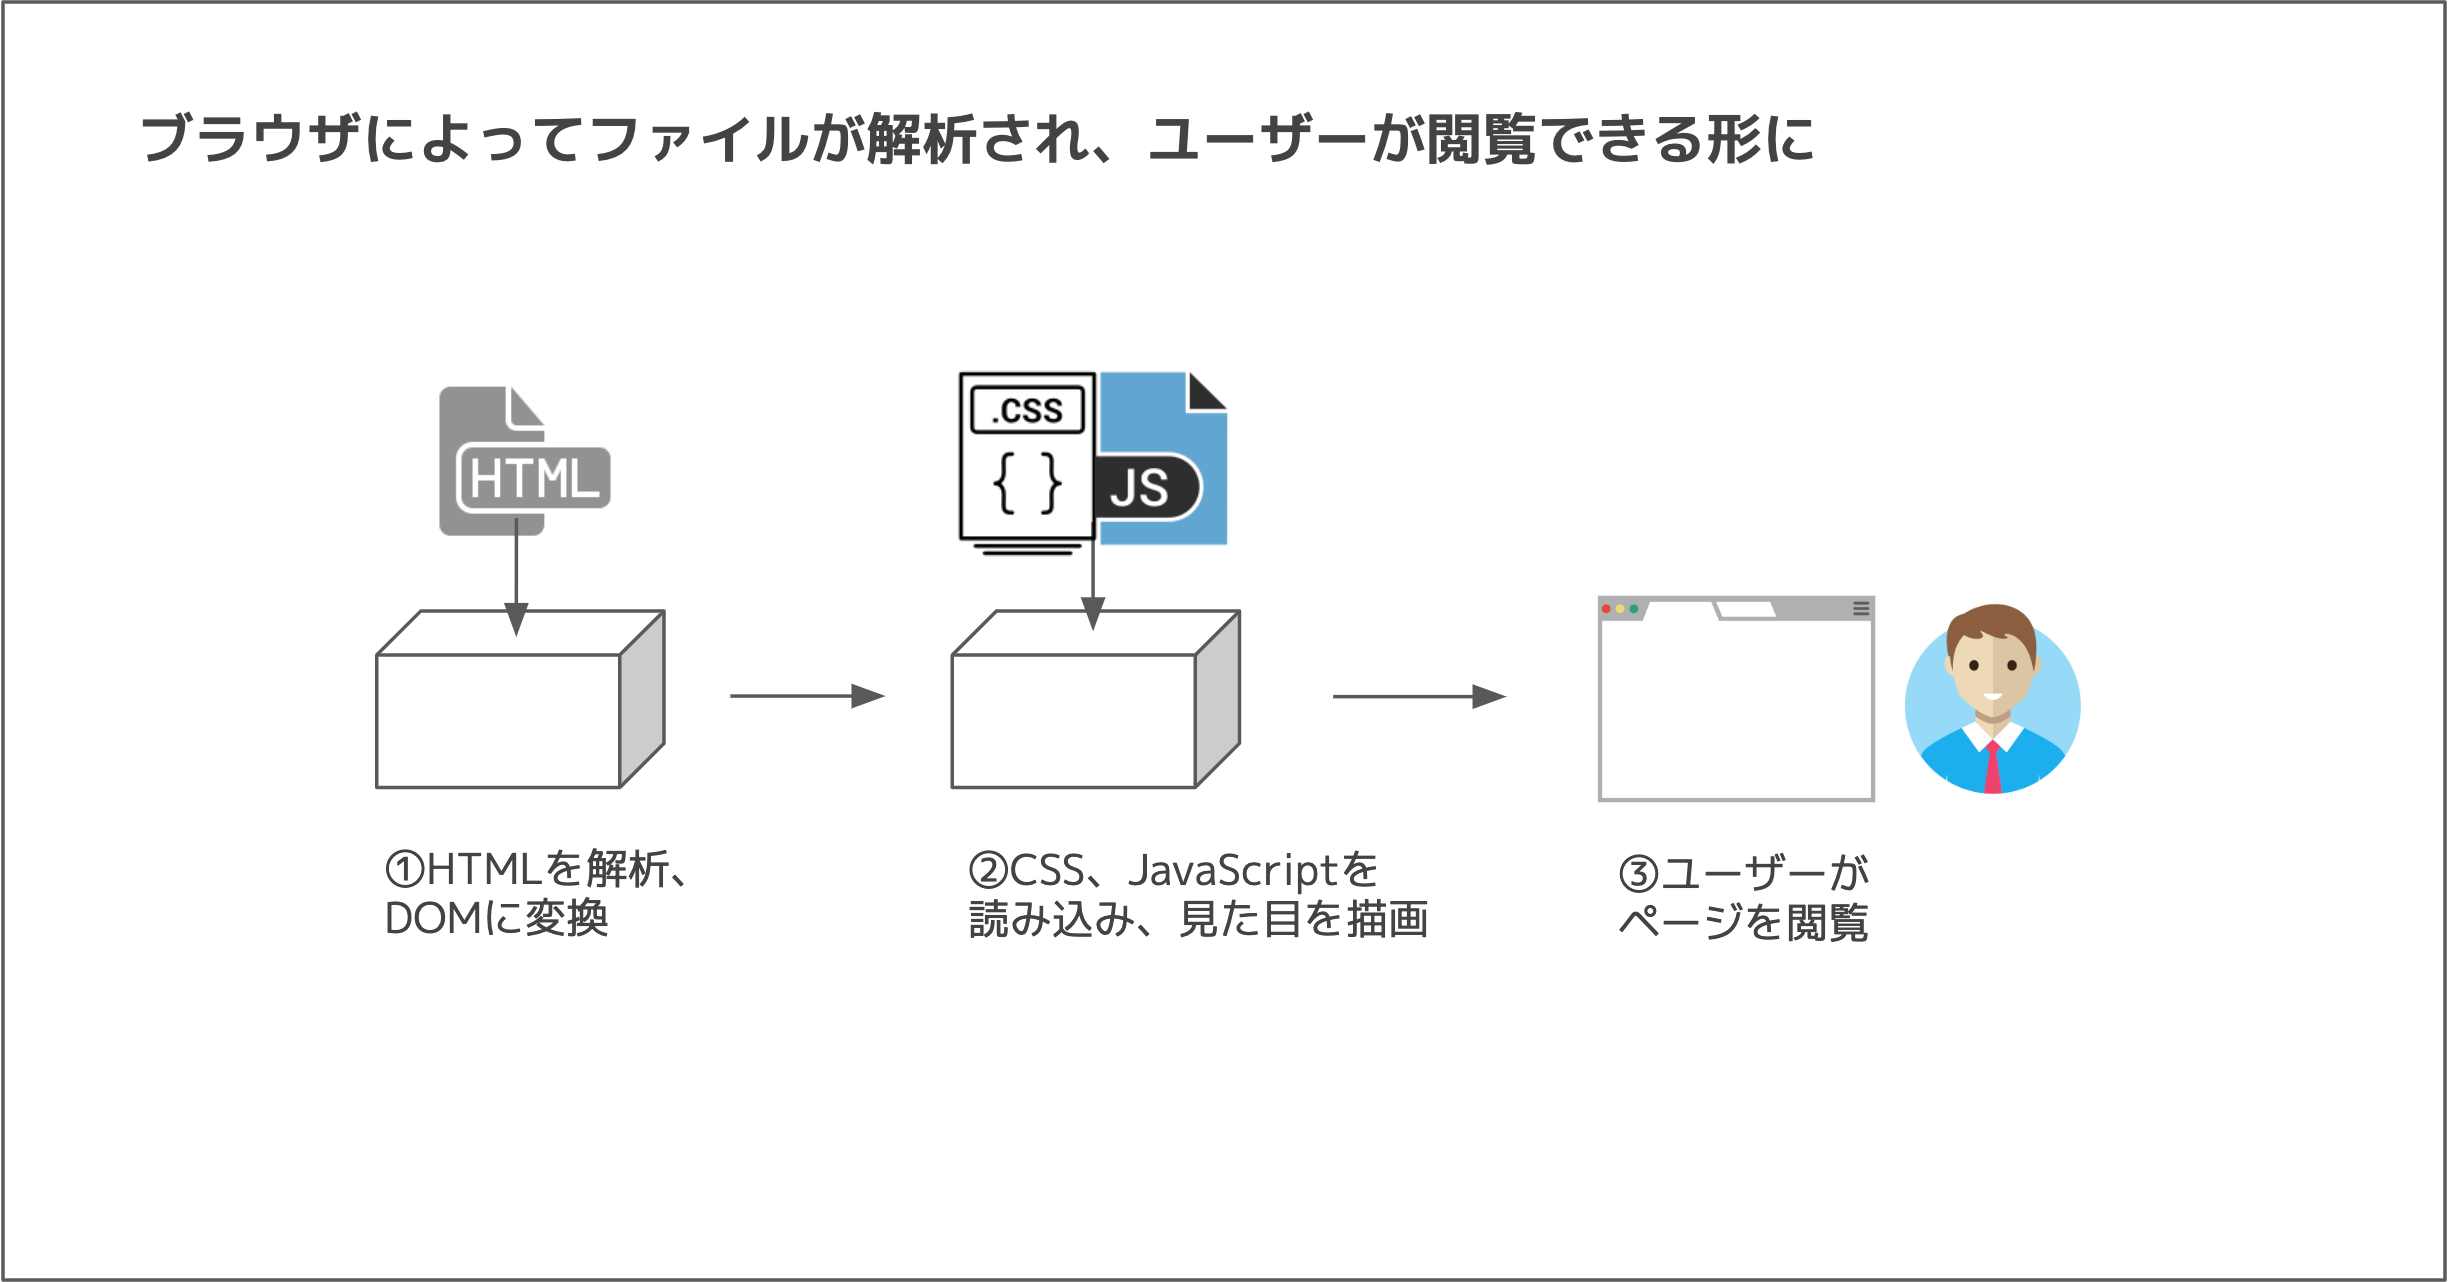 ブラウザによってファイルが解析され、ユーザーが閲覧できる形に
HTML
.CSS
{ }
JS
①HTMLを解析、
DOMに変換
②CSS、JavaScriptを
読み込み、見た目を描画
③ユーザーが
ページを閲覧